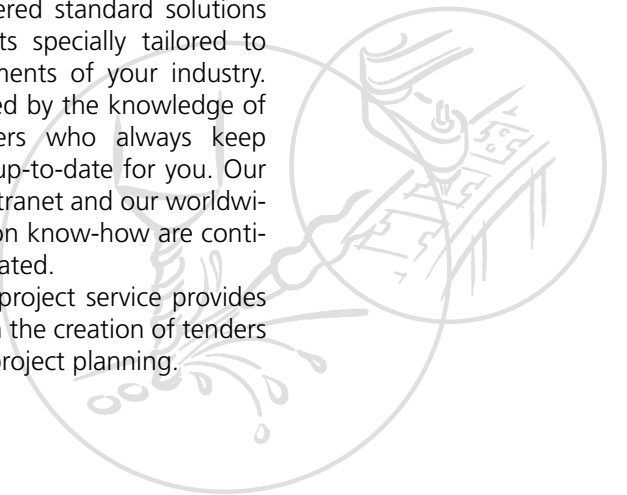 ered standard solutions
ts specially tailored to
ments of your industry.
ed by the knowledge of
ers who always keep
up-to-date for you. Our
tranet and our worldwi-
on know-how are conti-
ated.
project service provides
n the creation of tenders
project planning.